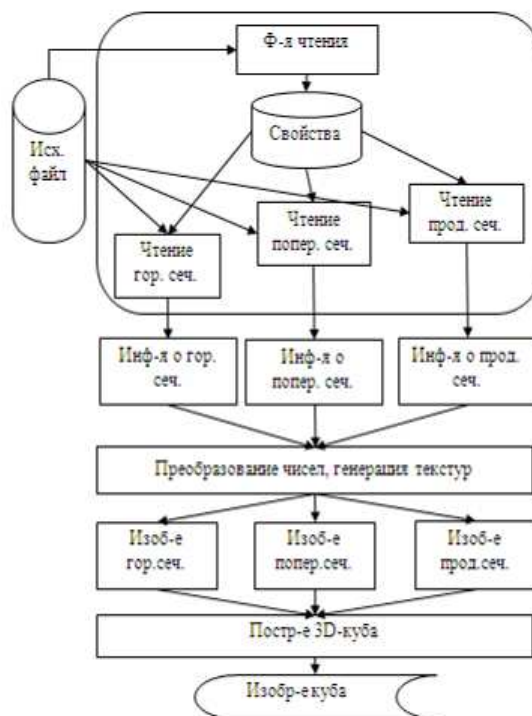 Ф-я чтения
Исх.
файл
Свойства
Чтение
гор. сеч.
Чтение
попер. сеч.
Чтение
прод. сеч.
Инф-я о гор.
сеч.
Инф-я о
попер. сеч.
Инф-я о прод.
сеч.
Преобразование чисел, генерация текстур
Изоб-е
гор.сеч.
Изоб-е
попер.сеч.
Изоб-е
прод.сеч.
Постр-е 3D-куба
Изобр-е куба